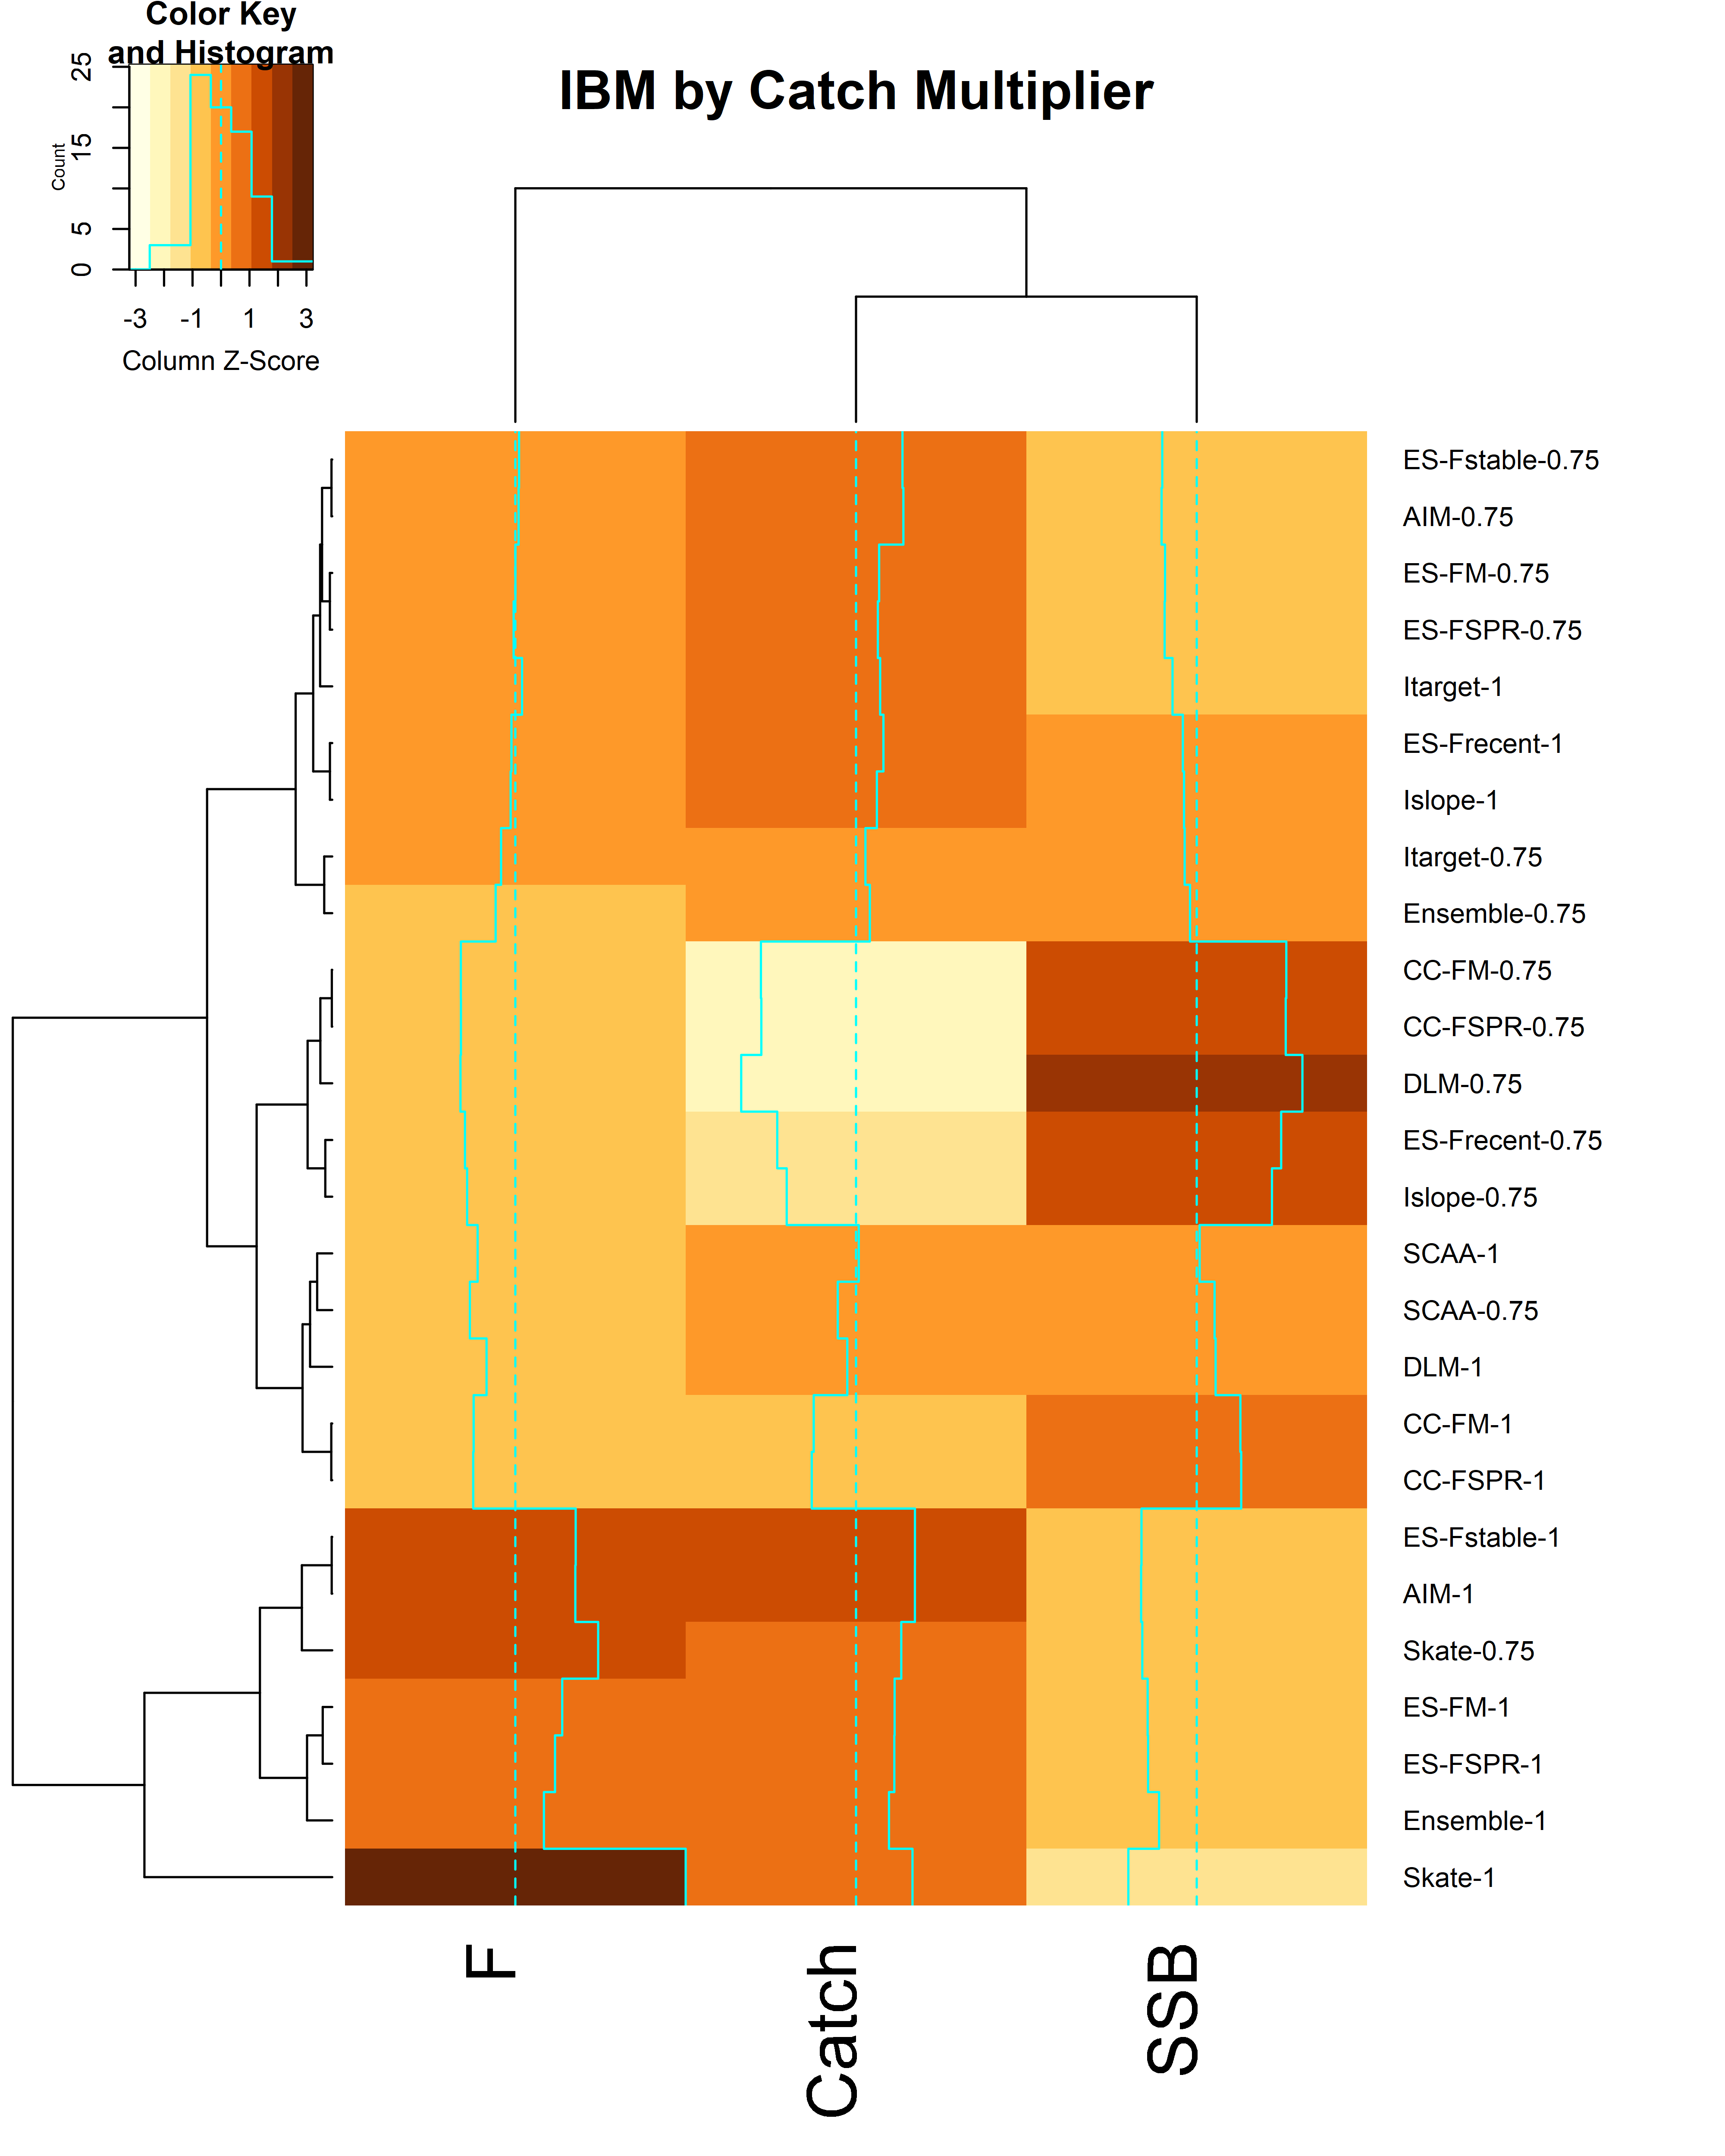 Color Key
and Histogram
IBM by Catch Multiplier
Count
0 5 15 25
-3 -1 1 3
Column Z-Score
ES-Fstable-0.75
AIM-0.75
ES-FM-0.75
ES-FSPR-0.75
Itarget-1
ES-Frecent-1
Islope-1
Itarget-0.75
Ensemble-0.75
CC-FM-0.75
CC-FSPR-0.75
DLM-0.75
ES-Frecent-0.75
Islope-0.75
SCAA-1
SCAA-0.75
DLM-1
CC-FM-1
CC-FSPR-1
ES-Fstable-1
AIM-1
Skate-0.75
ES-FM-1
ES-FSPR-1
Ensemble-1
Skate-1
F
Catch
SSB